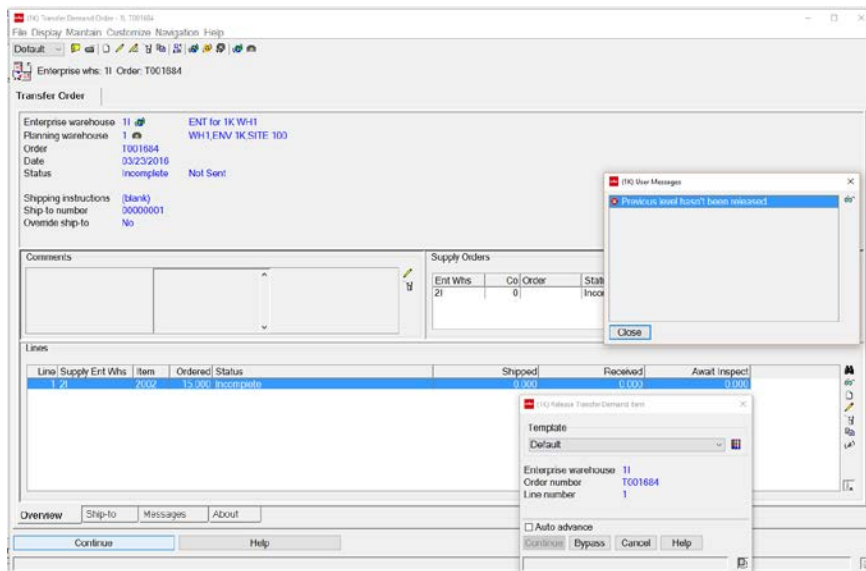 (1K) Transfer Demand Order - 1I, T001684
File Display Maintain Customize Navigation Help
Default
Enterprise whs: 1I Order: T001684
Transfer Order
Enterprise warehouse 1I ENT for 1K WH1
Planning warehouse 1 WH1,ENV 1K,SITE 100
Order T001684
Date 03/23/2016
Status Incomplete Not Sent
Shipping instructions (blank)
Ship-to number 00000001
Override ship-to No
(1K) User Messages
Previous level hasn't been released.
Close
Comments
Supply Orders
Ent Whs Co Order
2I 0
Lines
Line Supply Ent Whs Item Ordered Status Shipped Received Await Inspect
1 2I 2002 15.000 Incomplete 0.000 0.000 0.000
(1K) Release Transfer Demand Item
Template
Default
Enterprise warehouse 1I
Order number T001684
Line number 1
Auto advance
Continue Bypass Cancel Help
Overview Ship-to Messages About
Continue Help